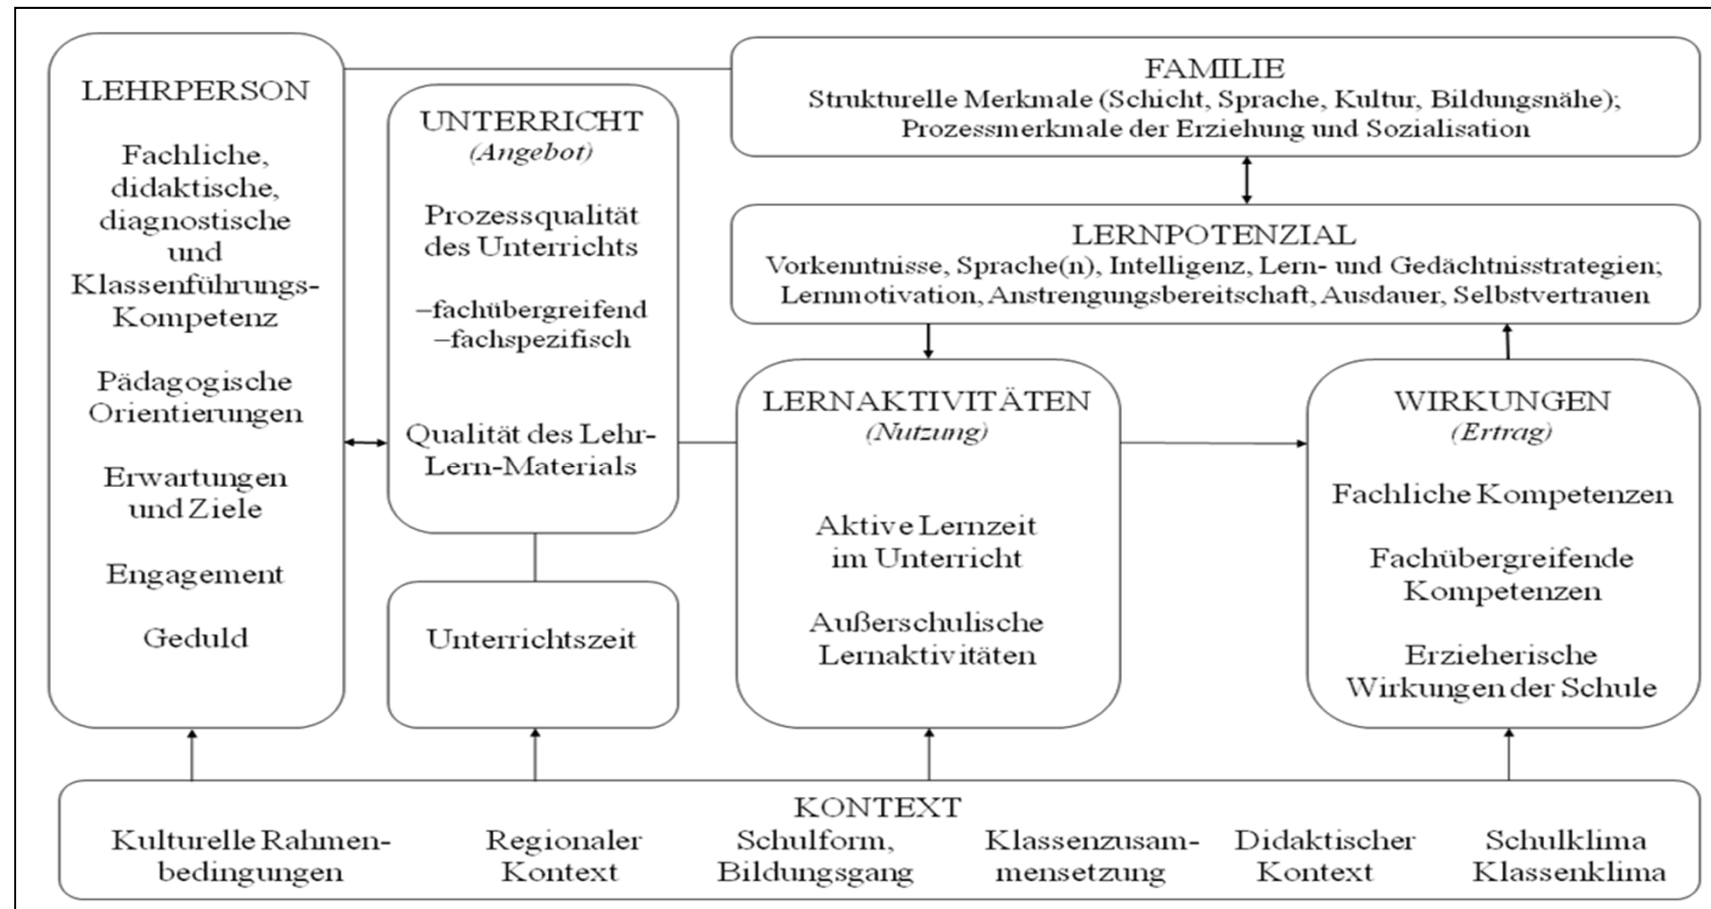 LEHRPERSON
Fachliche,
didaktische,
diagnostische
und
Klassenführungs-
Kompetenz
Pädagogische
Orientierungen
Erwartungen
und Ziele
Engagement
Geduld
UNTERRICHT
(Angebot)
Prozessqualität
des Unterrichts
–fachübergreifend
–fachspezifisch
Qualität des Lehr-
Lern-Materials
Unterrichtszeit
FAMILIE
Strukturelle Merkmale (Schicht, Sprache, Kultur, Bildungsnähe);
Prozessmerkmale der Erziehung und Sozialisation
LERNPOTENZIAL
Vorkenntnisse, Sprache(n), Intelligenz, Lern- und Gedächtnisstrategien;
Lernmotivation, Anstrengungsbereitschaft, Ausdauer, Selbstvertrauen
LERNAKTIVITÄTEN
(Nutzung)
Aktive Lernzeit
im Unterricht
Außerschulische
Lernaktivitäten
WIRKUNGEN
(Ertrag)
Fachliche Kompetenzen
Fachübergreifende
Kompetenzen
Erzieherische
Wirkungen der Schule
KONTEXT
Kulturelle Rahmen-
bedingungen
Regionaler
Kontext
Schulform,
Bildungsgang
Klassenzusam-
mensetzung
Didaktischer
Kontext
Schulklima
Klassenklima